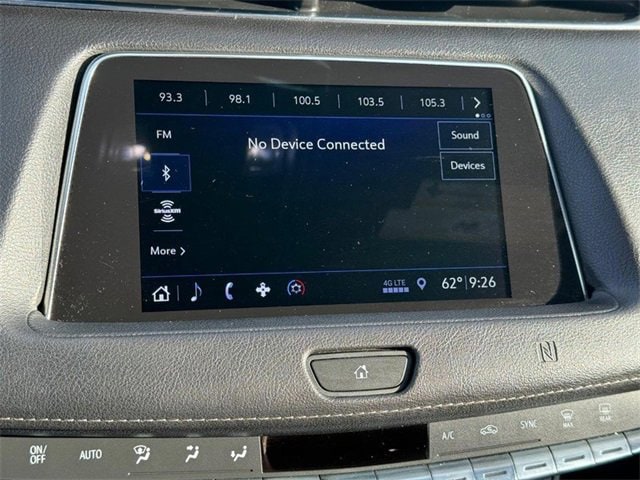 93.3 98.1 100.5 103.5 105.3
FM
No Device Connected
Sound
Devices
SiriusXM
More
4G LTE
62° 9:26
N
ON/
OFF
AUTO
A/C
SYNC
MAX
REAR